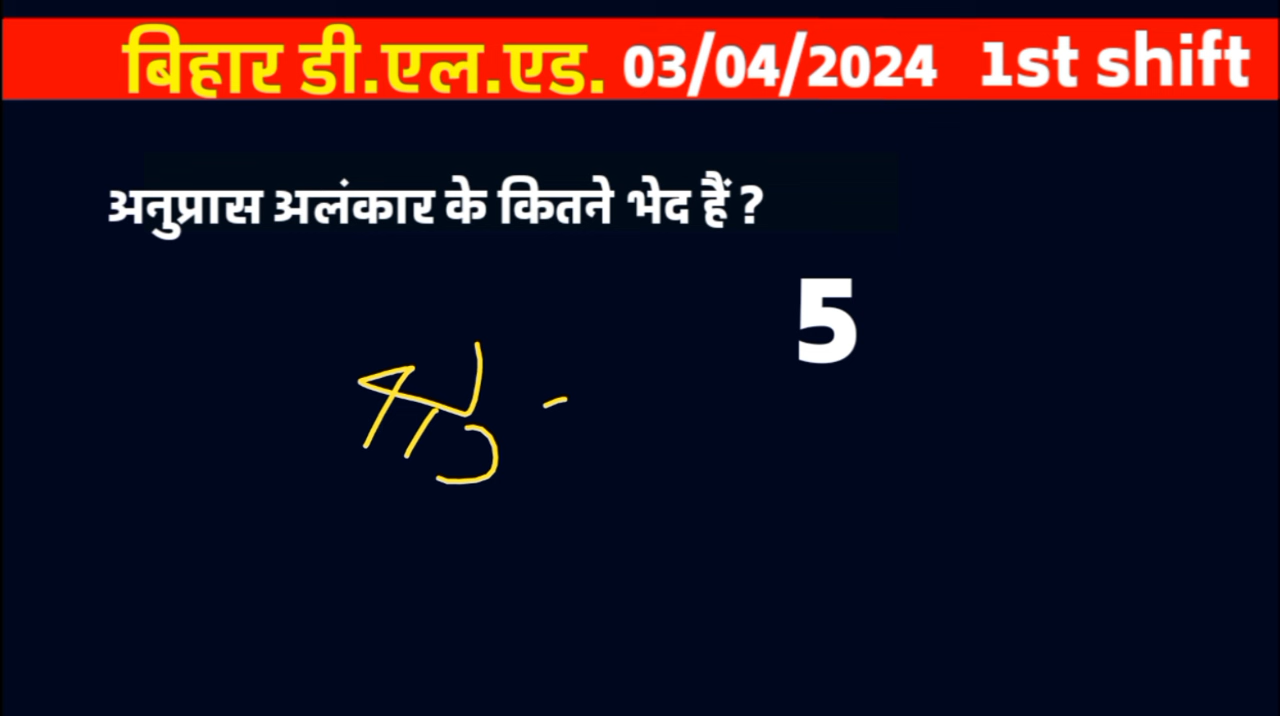 बिहार डी.एल.एड. 03/04/2024 1st shift
अनुप्रास अलंकार के कितने भेद हैं ?
5